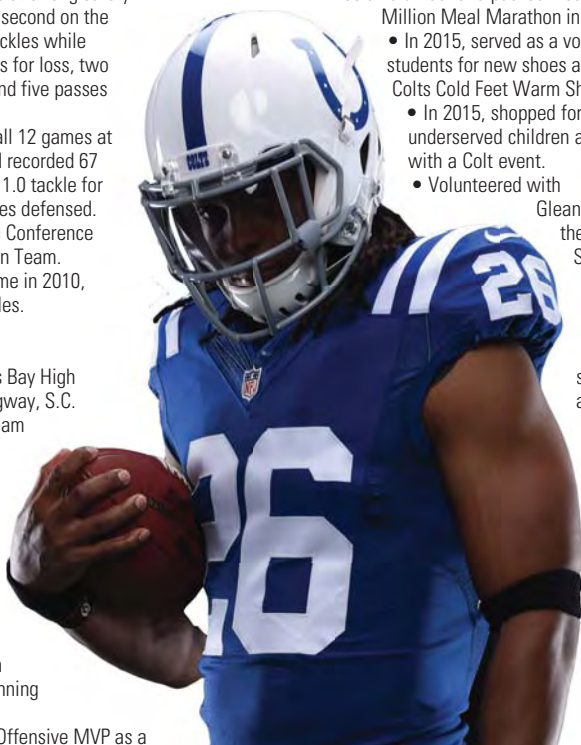 second on the
ckles while
s for loss, two
nd five passes
all 12 games at
recorded 67
1.0 tackle for
es defensed.
Conference
n Team.
me in 2010,
les.
s Bay High
gway, S.C.
am
nning
Offensive MVP as a
Million Meal Marathon in
• In 2015, served as a vo
students for new shoes a
Colts Cold Feet Warm Sh
• In 2015, shopped for
underserved children a
with a Colt event.
• Volunteered with
Glean
the
S
s
a
COLTS
26
NFL
26